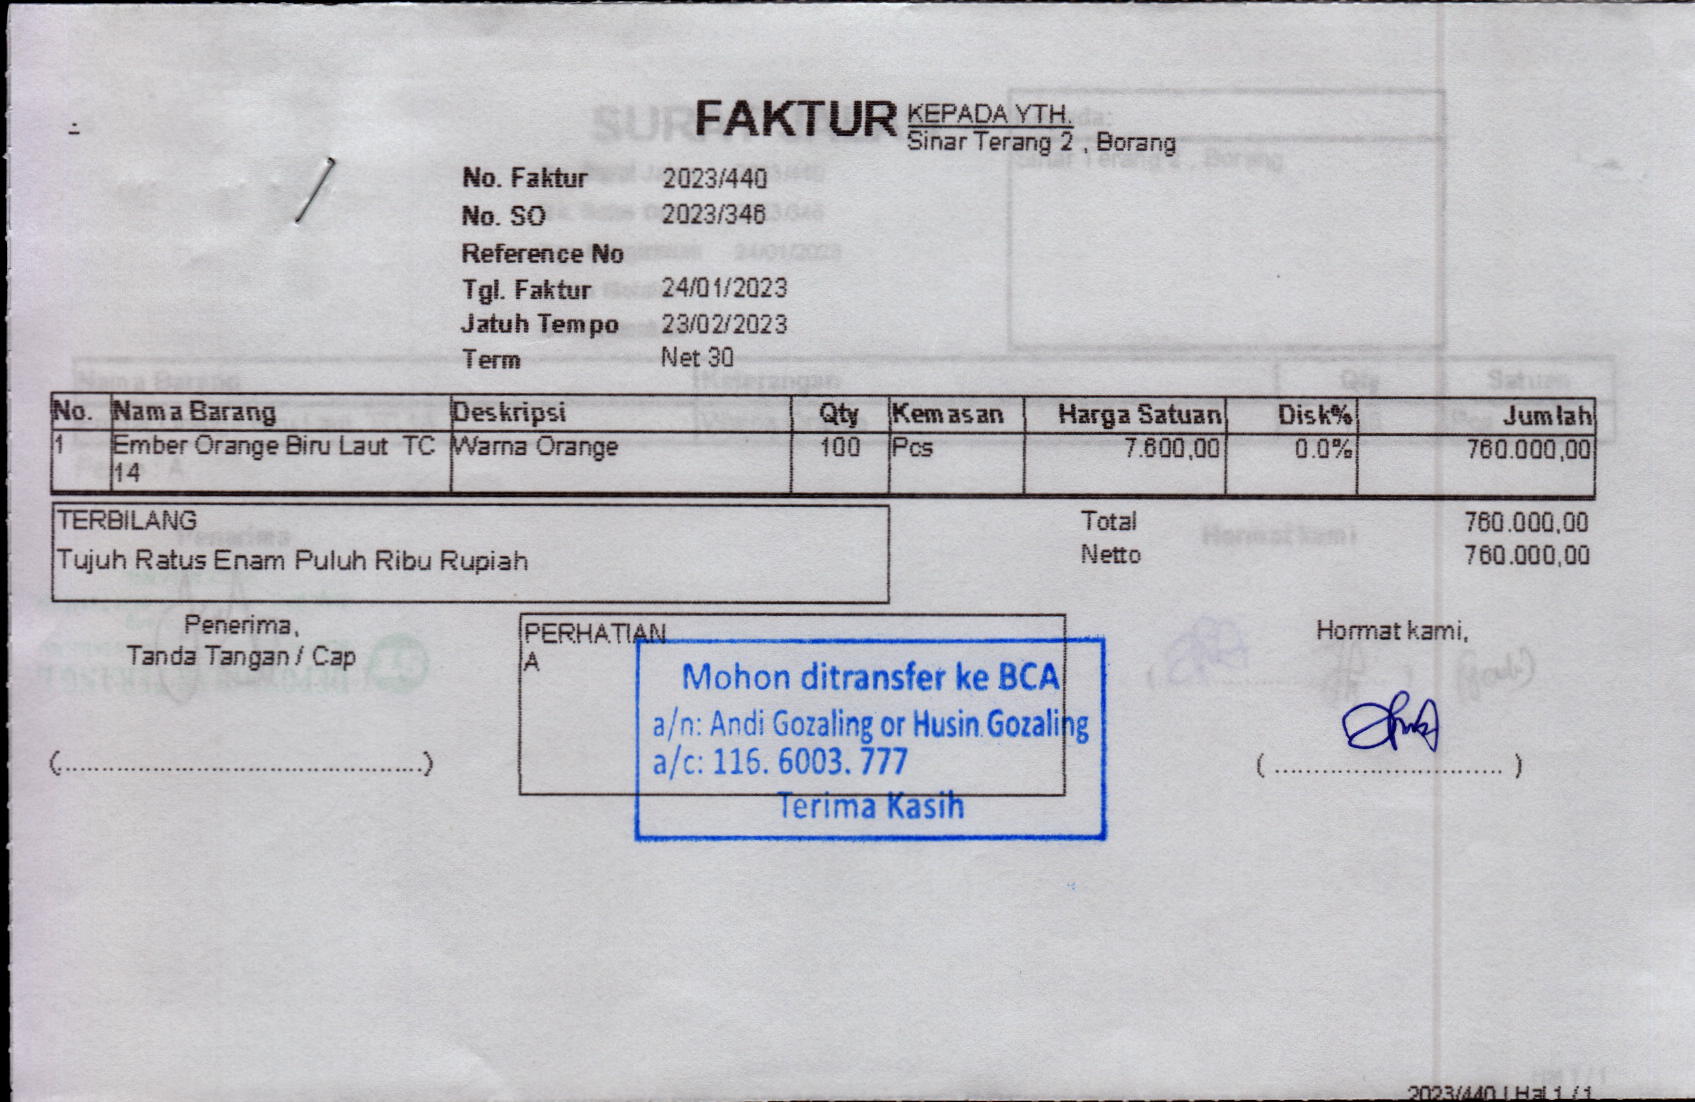 FAKTUR
KEPADA YTH.
Sinar Terang 2 , Borang
No. Faktur 2023/440
No. SO 2023/346
Reference No
Tgl. Faktur 24/01/2023
Jatuh Tempo 23/02/2023
Term Net 30
No. Nama Barang Deskripsi Qty Kemasan Harga Satuan Disk% Jumlah
1 Ember Orange Biru Laut TC Warna Orange 100 Pcs 7.600,00 0.0% 760.000,00
14
TERBILANG
Tujuh Ratus Enam Puluh Ribu Rupiah
Total 760.000,00
Netto 760.000,00
Penerima,
Tanda Tangan / Cap
(..................................................)
PERHATIAN
A
Mohon ditransfer ke BCA
a/n: Andi Gozaling or Husin Gozaling
a/c: 116. 6003. 777
Terima Kasih
Hormat kami,
( ............................... )
2023/440 | Hal 1 / 1